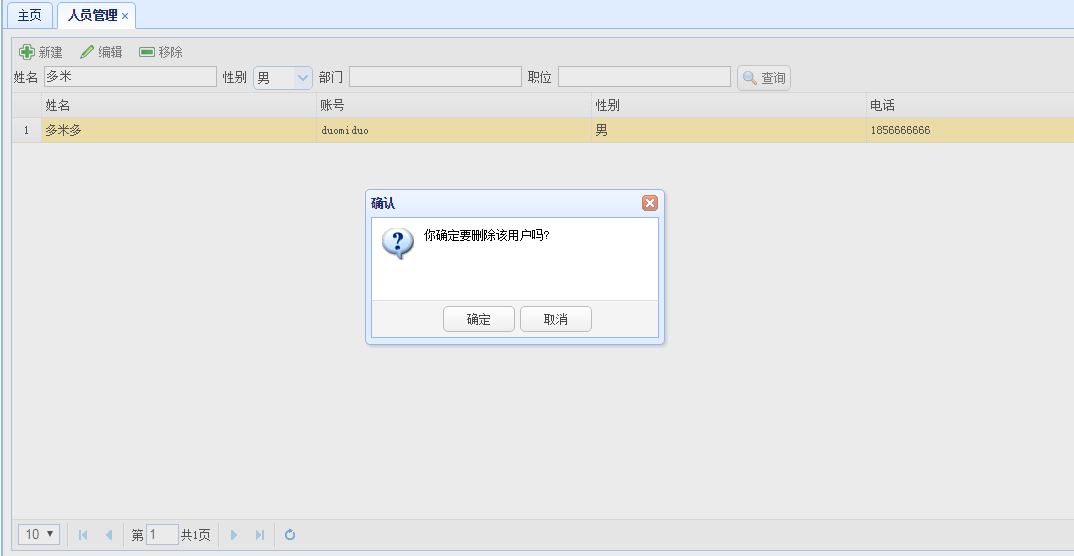 主页 人员管理
新建 编辑 移除
姓名 多米 性别 男 部门 职位 查询
姓名 账号 性别 电话
1 多米多 duomiduo 男 1856666666
确认
你确定要删除该用户吗?
确定 取消
10 第 1 共1页